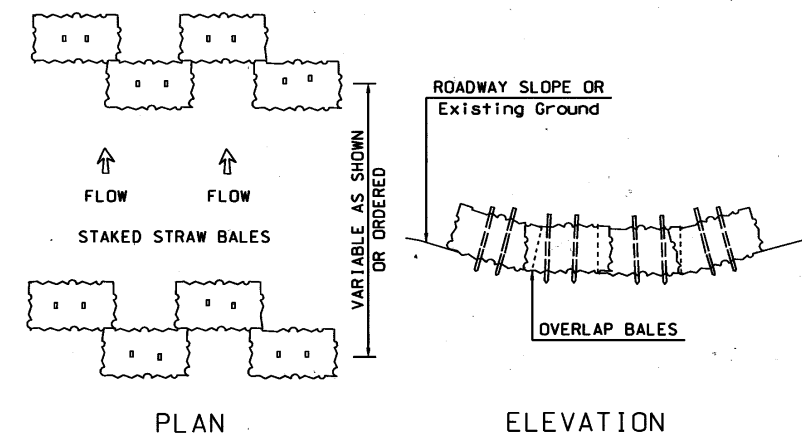 FLOW
FLOW
STAKED STRAW BALES
VARIABLE AS SHOWN
OR ORDERED
PLAN
ROADWAY SLOPE OR
Existing Ground
OVERLAP BALES
ELEVATION